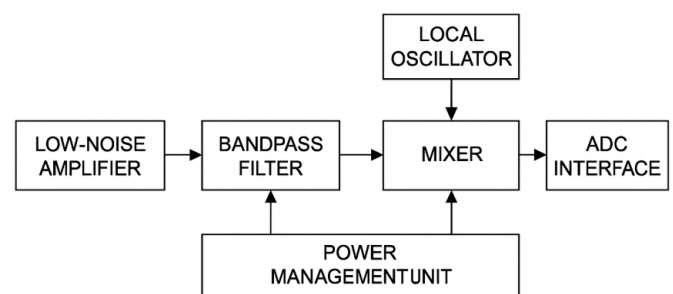 LOCAL
OSCILLATOR
LOW-NOISE
AMPLIFIER
BANDPASS
FILTER
MIXER
ADC
INTERFACE
POWER
MANAGEMENTUNIT